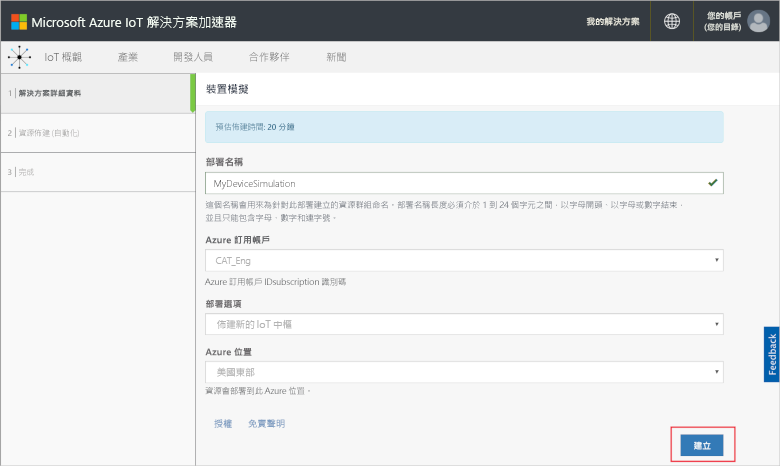 Microsoft Azure IoT 解決方案加速器
我的解決方案
您的帳戶
(您的目錄)
IoT 概觀 產業 開發人員 合作夥伴 新聞
1 解決方案詳細資料
2 資源佈建 (自動化)
3 完成
裝置模擬
預估佈建時間: 20 分鐘
部署名稱
MyDeviceSimulation
這個名稱會用來為針對此部署建立的資源群組命名。部署名稱長度必須介於 1 到 24 個字元之間，以字母開頭、以字母或數字結束，
並且只能包含字母、數字和連字號。
Azure 訂用帳戶
CAT_Eng
Azure 訂用帳戶 IDsubscription 識別碼
部署選項
佈建新的 IoT 中樞
Azure 位置
美國東部
資源會部署到此 Azure 位置。
授權 免責聲明
建立
Feedback